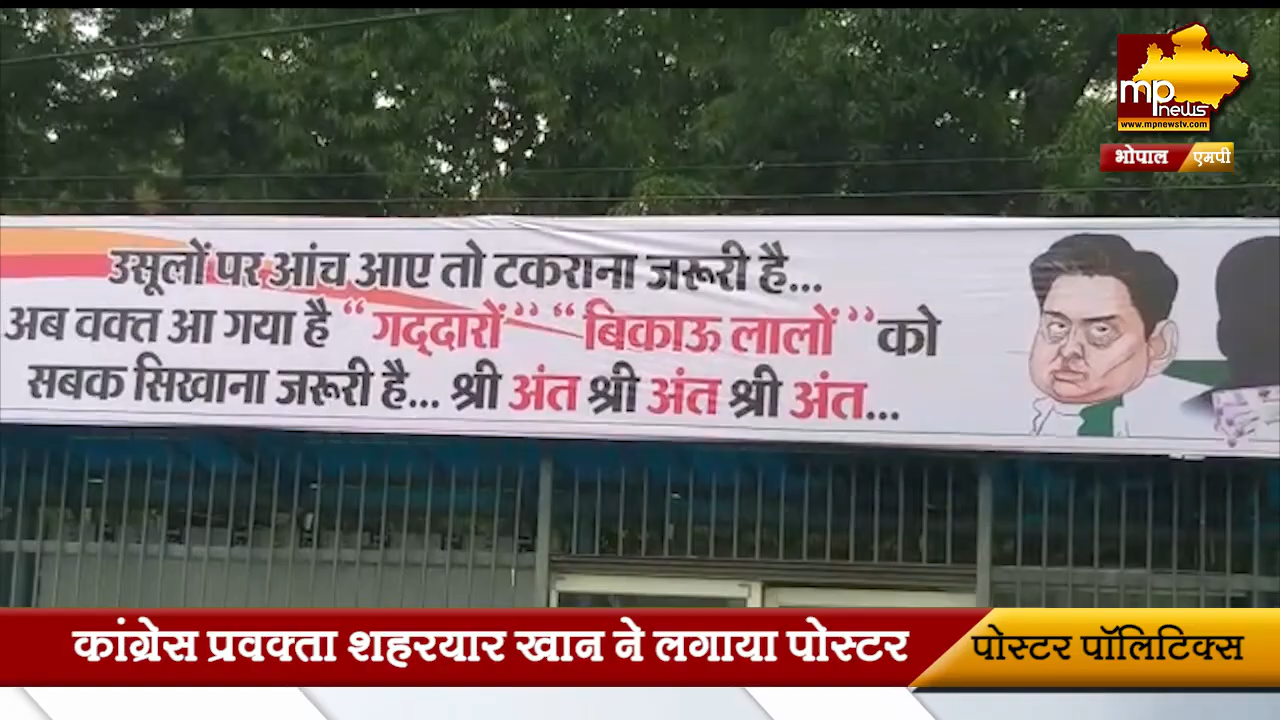 mp
news
www.mpnewstv.com
भोपाल एमपी
उसूलों पर आंच आए तो टकराना जरूरी है...
अब वक्त आ गया है “गद्दारों” “बिकाऊ लालों” को
सबक सिखाना जरूरी है... श्री अंत श्री अंत श्री अंत...
कांग्रेस प्रवक्ता शहरयार खान ने लगाया पोस्टर
पोस्टर पॉलिटिक्स